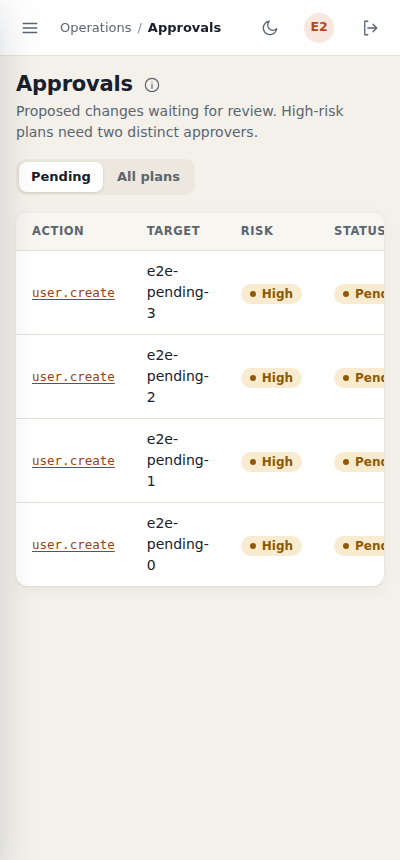 Operations / Approvals
E2
Approvals
Proposed changes waiting for review. High-risk
plans need two distinct approvers.
Pending
All plans
ACTION TARGET RISK STATUS
user.create
e2e-
pending-
3
High
Pend
user.create
e2e-
pending-
2
High
Pend
user.create
e2e-
pending-
1
High
Pend
user.create
e2e-
pending-
0
High
Pend